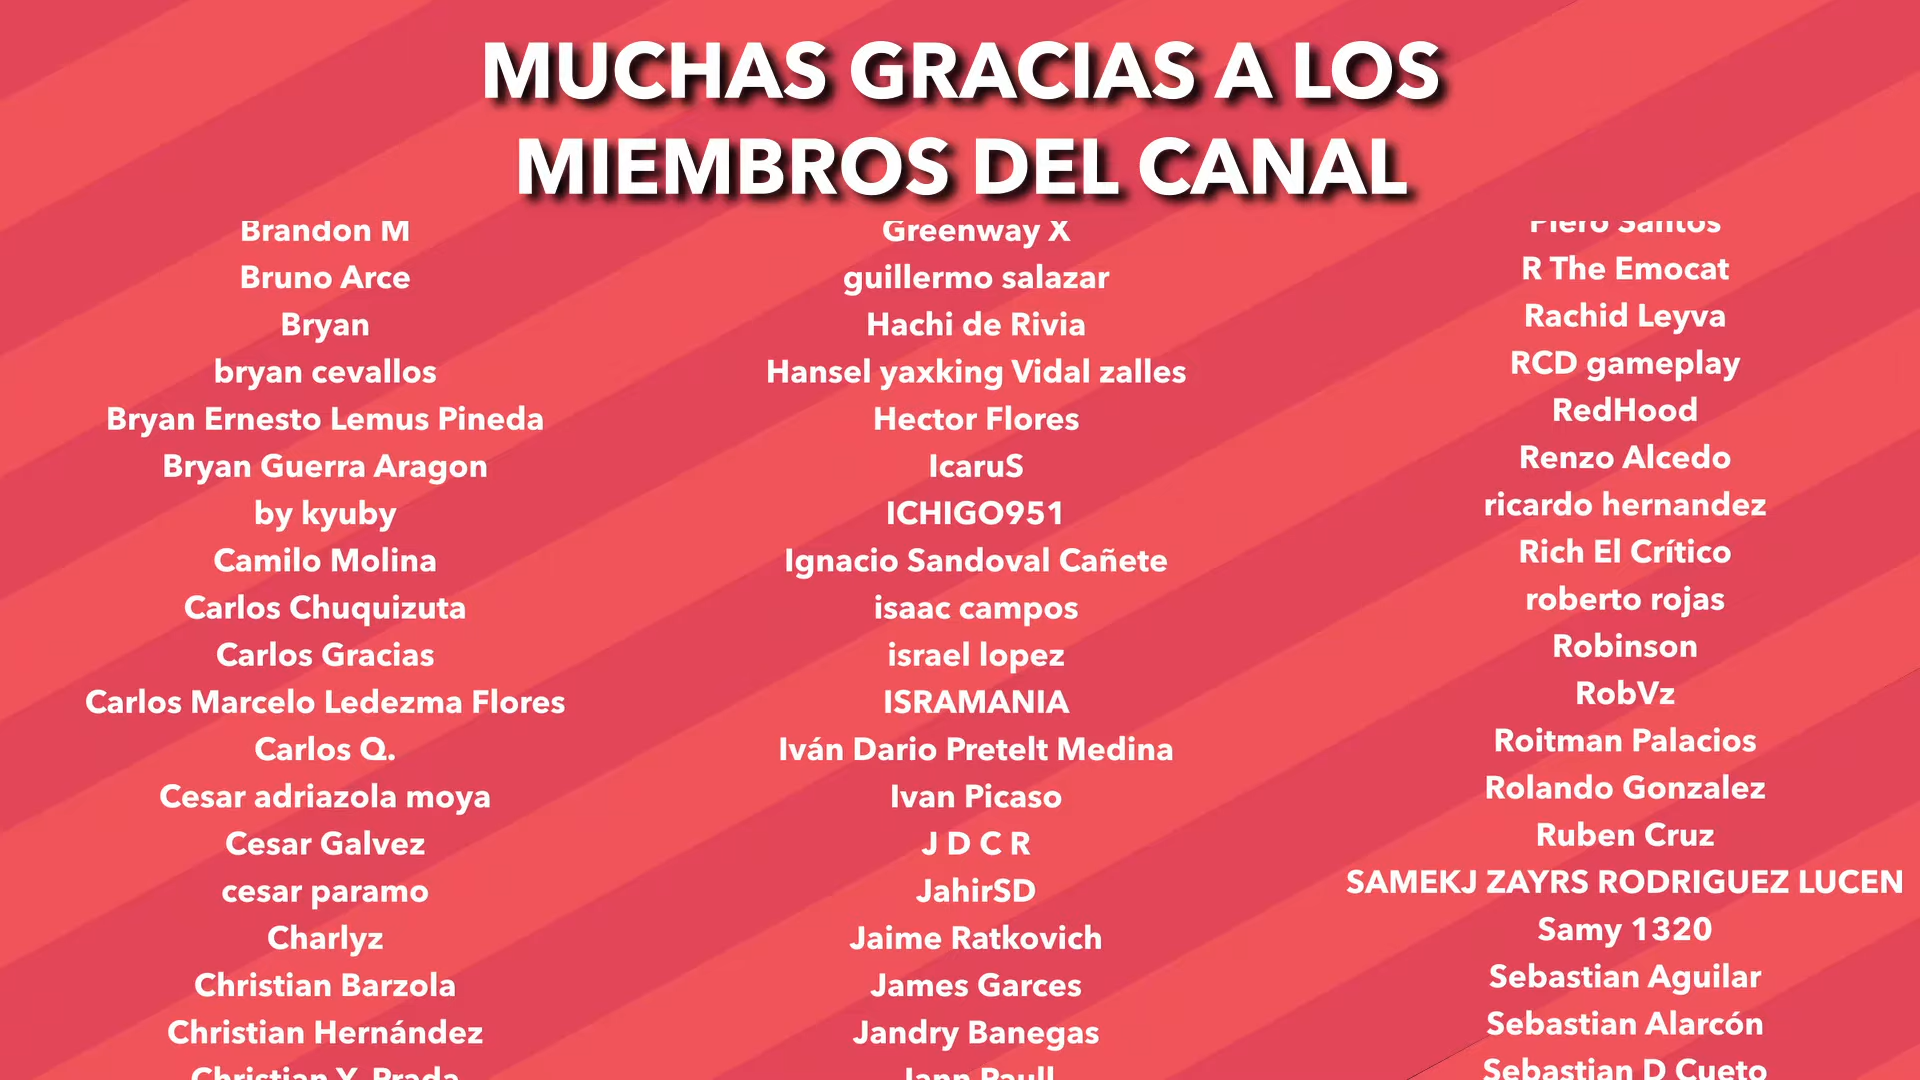 MUCHAS GRACIAS A LOS
MIEMBROS DEL CANAL
Brandon M
Bruno Arce
Bryan
bryan cevallos
Bryan Ernesto Lemus Pineda
Bryan Guerra Aragon
by kyuby
Camilo Molina
Carlos Chuquizuta
Carlos Gracias
Carlos Marcelo Ledezma Flores
Carlos Q.
Cesar adriazola moya
Cesar Galvez
cesar paramo
Charlyz
Christian Barzola
Christian Hernández
Christian Y. Prada
Greenway X
guillermo salazar
Hachi de Rivia
Hansel yaxking Vidal zalles
Hector Flores
IcaruS
ICHIGO951
Ignacio Sandoval Cañete
isaac campos
israel lopez
ISRAMANIA
Iván Dario Pretelt Medina
Ivan Picaso
J D C R
JahirSD
Jaime Ratkovich
James Garces
Jandry Banegas
Jann Paull
Piero Santos
R The Emocat
Rachid Leyva
RCD gameplay
RedHood
Renzo Alcedo
ricardo hernandez
Rich El Crítico
roberto rojas
Robinson
RobVz
Roitman Palacios
Rolando Gonzalez
Ruben Cruz
SAMEKJ ZAYRS RODRIGUEZ LUCEN
Samy 1320
Sebastian Aguilar
Sebastian Alarcón
Sebastian D Cueto